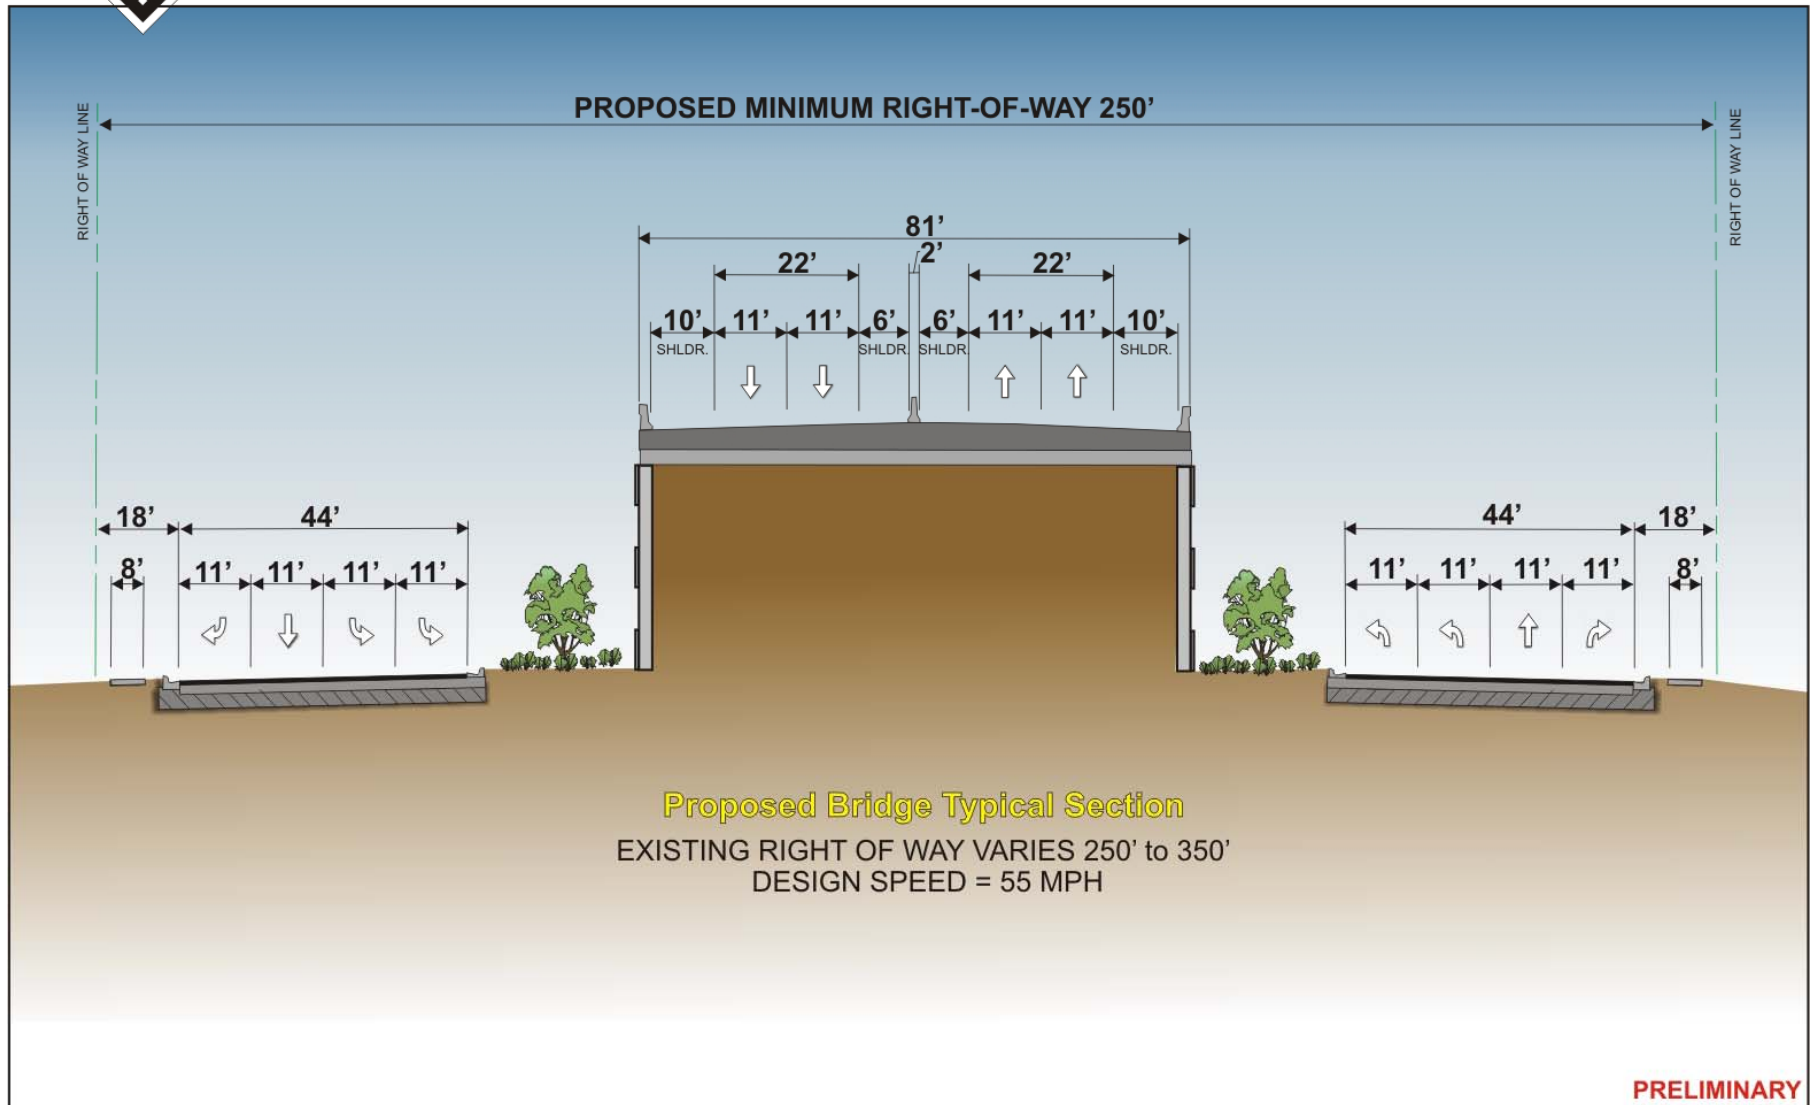 PROPOSED MINIMUM RIGHT-OF-WAY 250’
RIGHT OF WAY LINE
RIGHT OF WAY LINE
81’
2’
22’ 22’
10’ 11’ 11’ 6’ 6’ 11’ 11’ 10’
SHLDR. SHLDR. SHLDR. SHLDR.
18’ 44’ 44’ 18’
8’ 11’ 11’ 11’ 11’ 11’ 11’ 11’ 11’ 8’
Proposed Bridge Typical Section
EXISTING RIGHT OF WAY VARIES 250’ to 350’
DESIGN SPEED = 55 MPH
PRELIMINARY